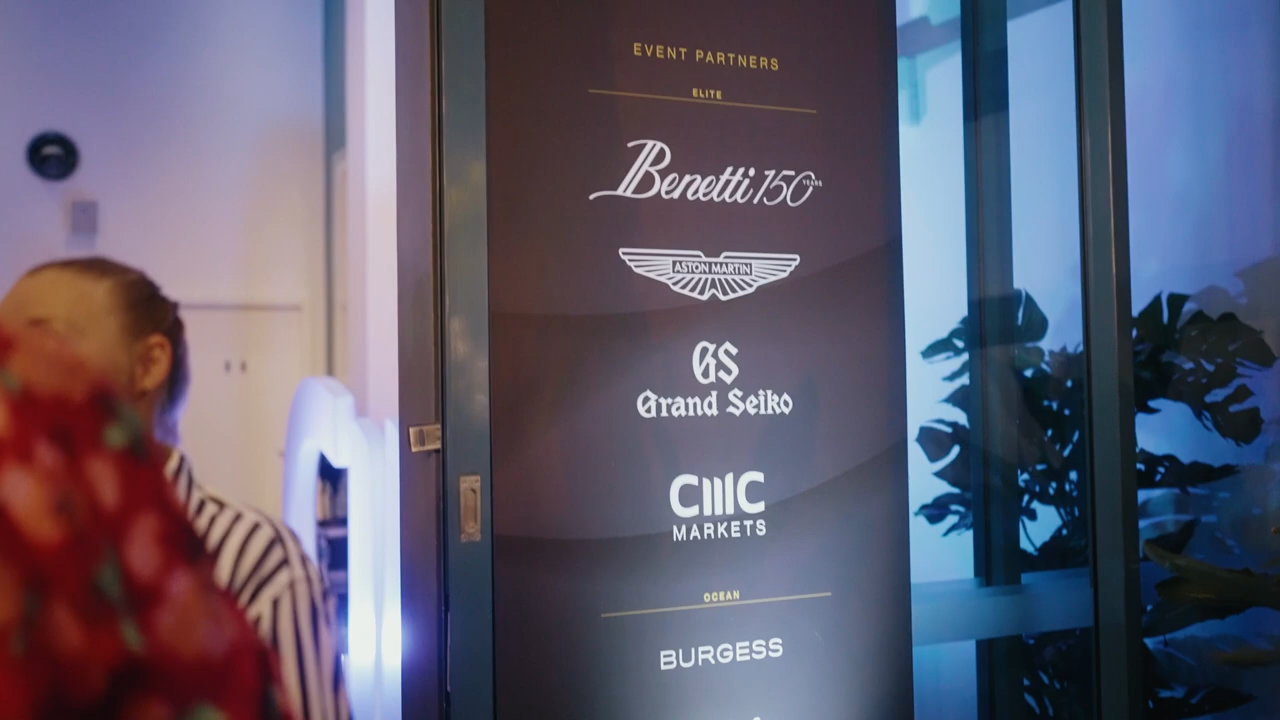 EVENT PARTNERS
ELITE
Benetti 150 YEARS
ASTON MARTIN
GS
Grand Seiko
CMC
MARKETS
OCEAN
BURGESS